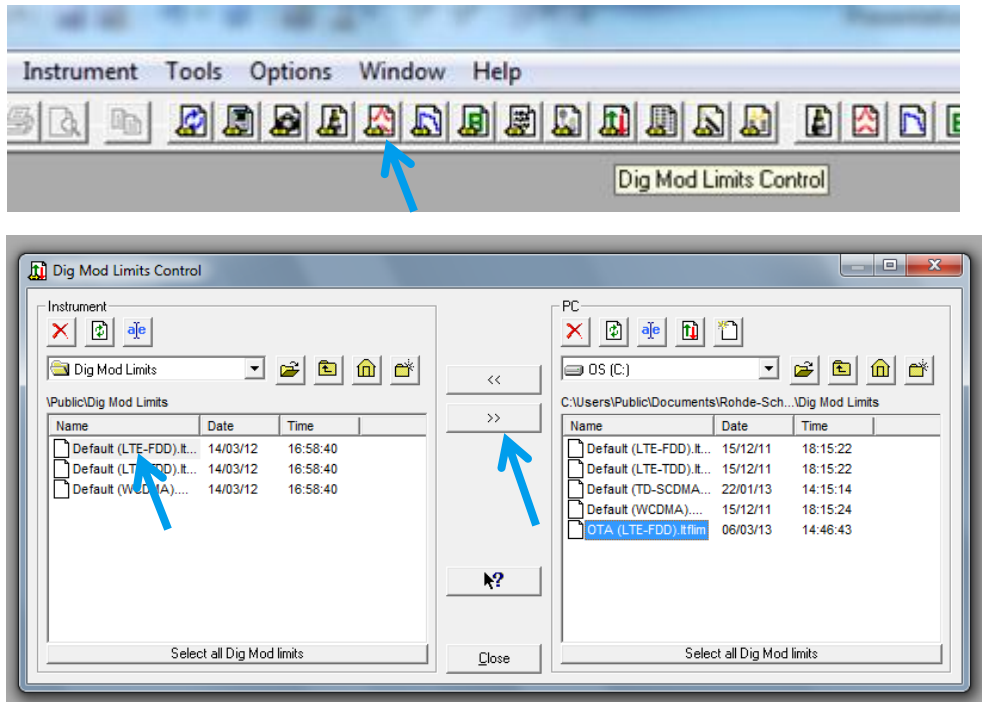 Instrument Tools Options Window Help
Dig Mod Limits Control
Dig Mod Limits Control
Instrument
PC
Dig Mod Limits
OS (C:)
\Public\Dig Mod Limits
C:\Users\Public\Documents\Rohde-Sch...\Dig Mod Limits
<<
>>
Name Date Time
Default (LTE-FDD).lt... 14/03/12 16:58:40
Default 14/03/12 16:58:40
Default 14/03/12 16:58:40
Name Date Time
Default (LTE-FDD).lt... 15/12/11 18:15:22
Default (LTE-TDD).lt... 15/12/11 18:15:22
Default (TD-SCDMA... 22/01/13 14:15:14
Default (WCDMA).... 15/12/11 18:15:24
OTA (LTE-FDD).ltflim 06/03/13 14:46:43
Select all Dig Mod limits
Close
Select all Dig Mod limits